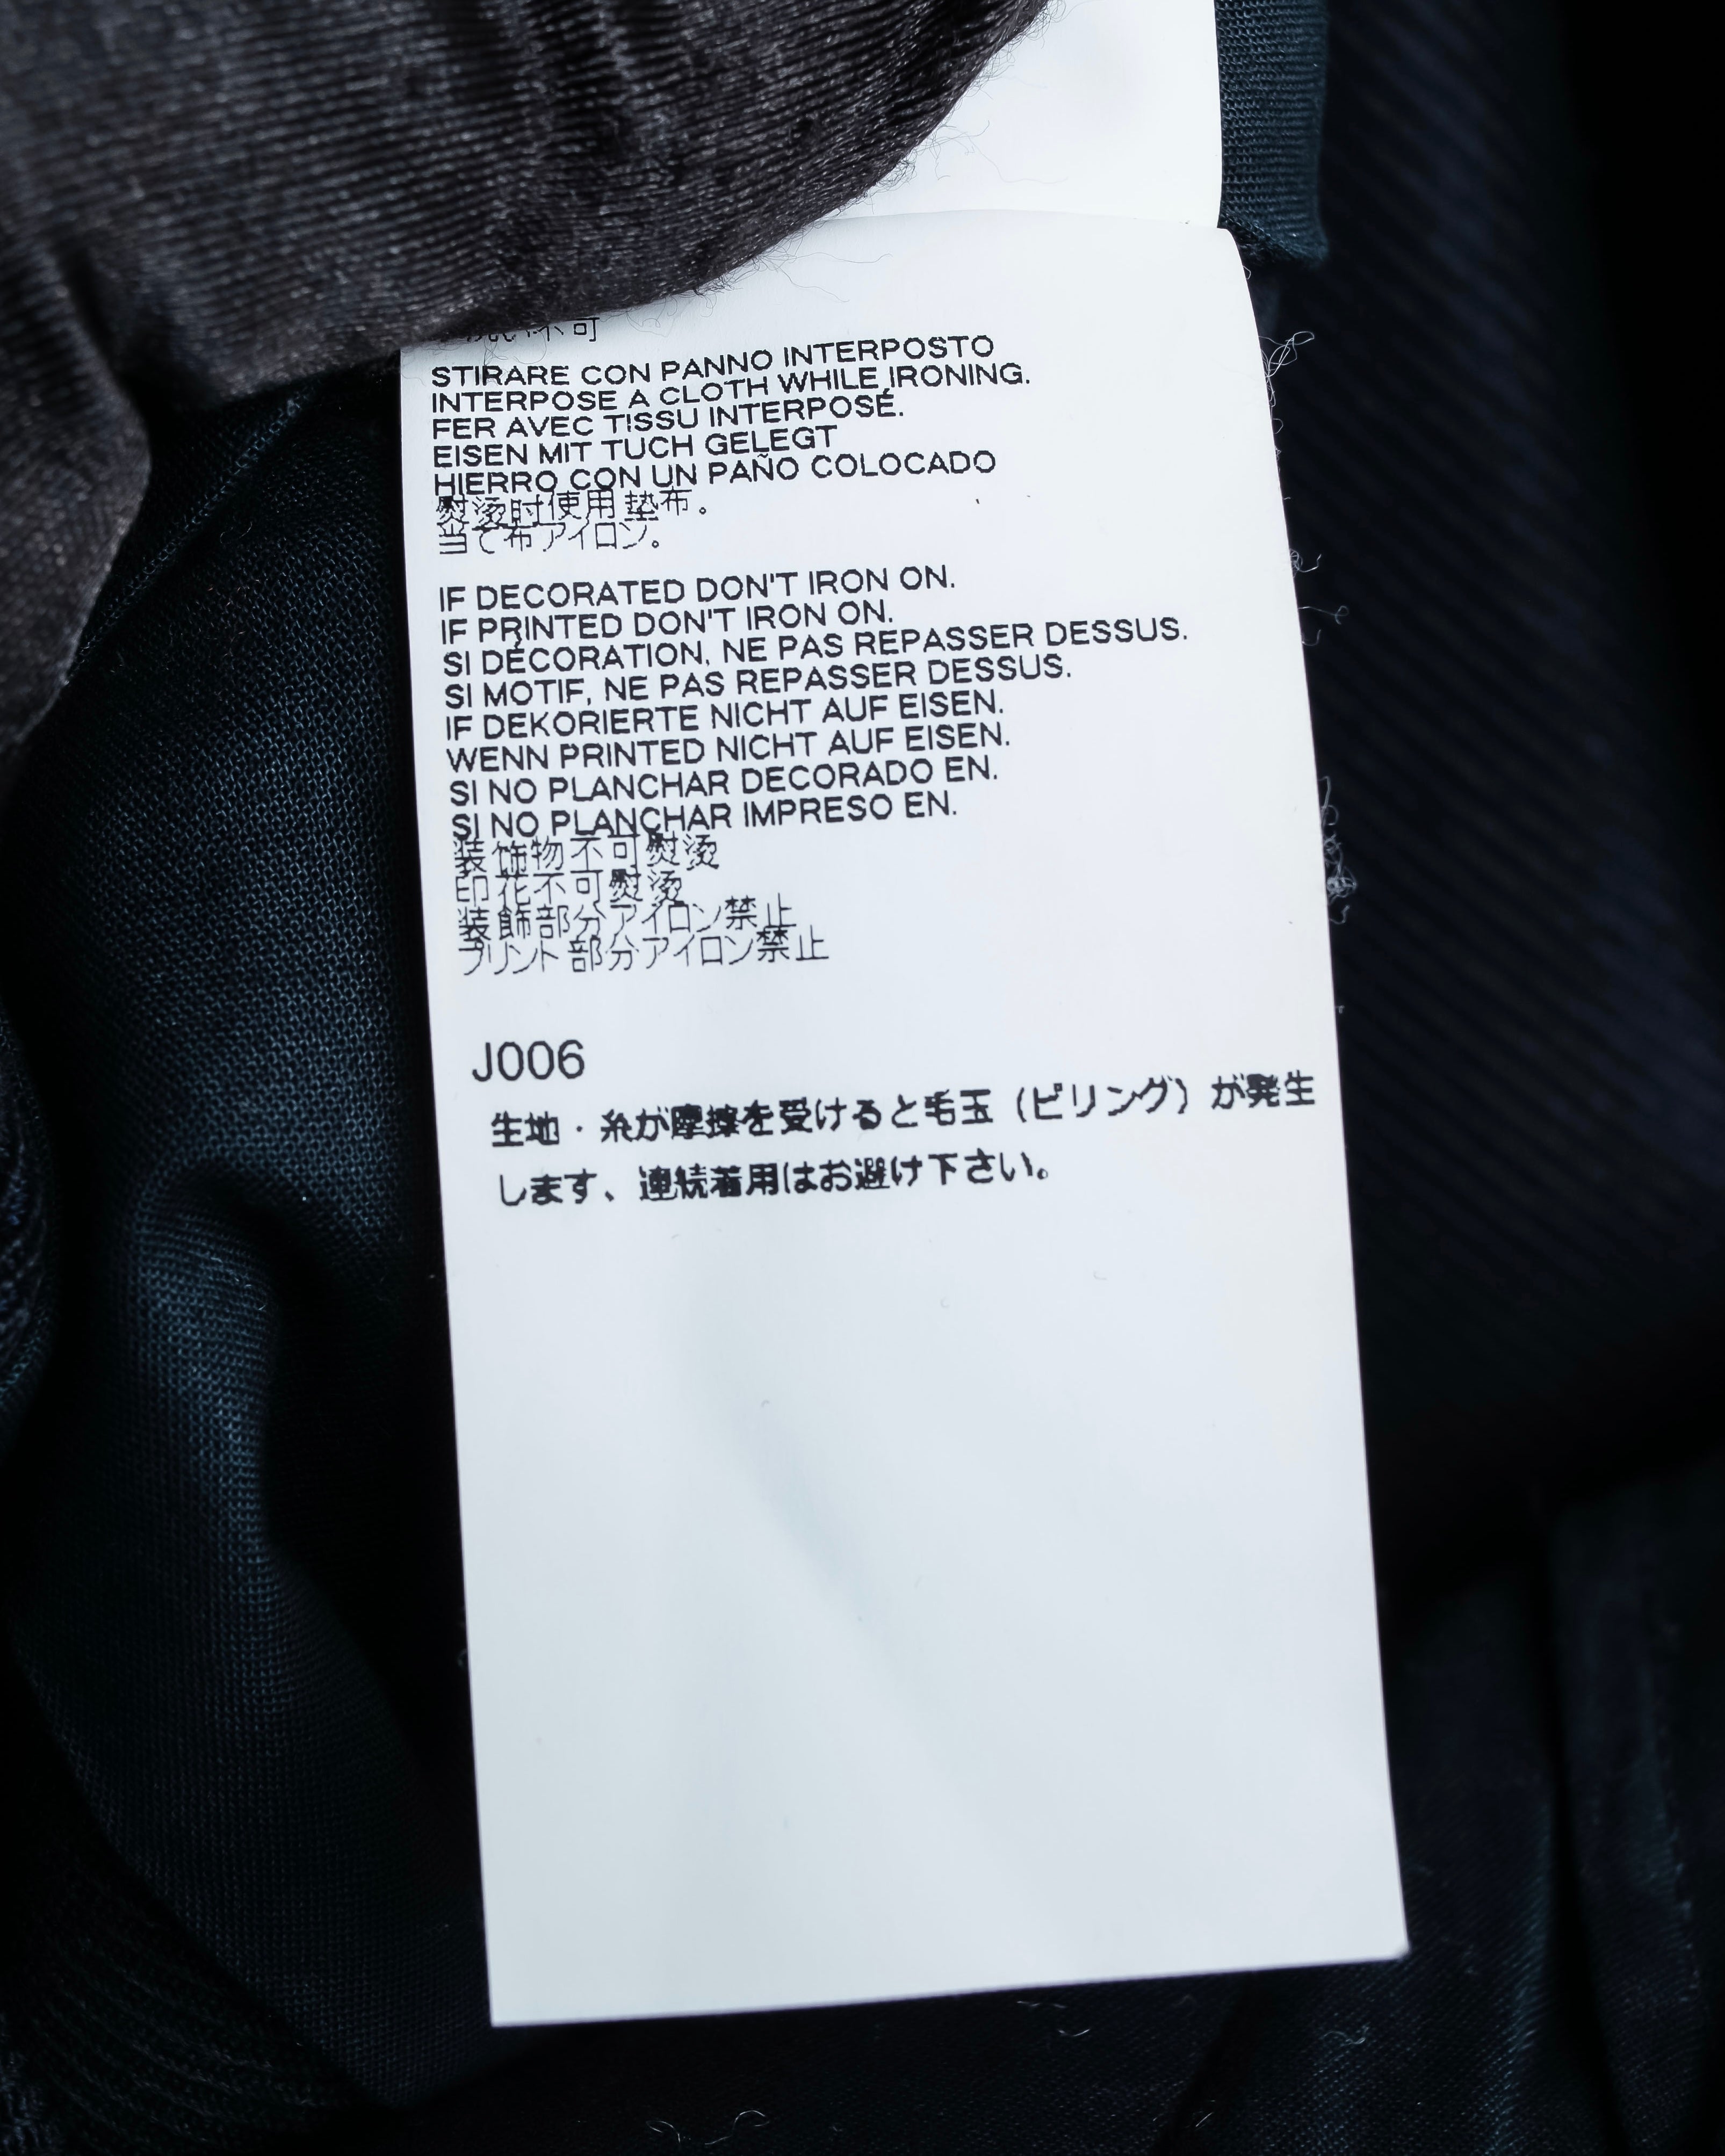 不可
STIRARE CON PANNO INTERPOSTO
INTERPOSE A CLOTH WHILE IRONING.
FER AVEC TISSU INTERPOSÉ.
EISEN MIT TUCH GELEGT
HIERRO CON UN PAÑO COLOCADO
熨烫时使用垫布。
当て布アイロン。
IF DECORATED DON'T IRON ON.
IF PRINTED DON'T IRON ON.
SI DÉCORATION, NE PAS REPASSER DESSUS.
SI MOTIF, NE PAS REPASSER DESSUS.
IF DEKORIERTE NICHT AUF EISEN.
WENN PRINTED NICHT AUF EISEN.
SI NO PLANCHAR DECORADO EN.
SI NO PLANCHAR IMPRESO EN.
装饰物不可熨烫
印花不可熨烫
装飾部分アイロン禁止
プリント部分アイロン禁止
J006
生地・糸が摩擦を受けると毛玉（ピリング）が発生
します、連続着用はお避け下さい。